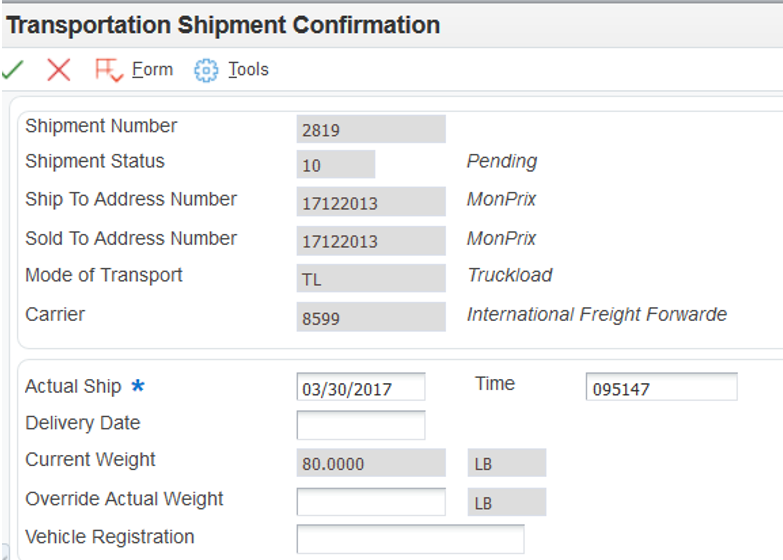 Transportation Shipment Confirmation
Form Tools
Shipment Number 2819
Shipment Status 10 Pending
Ship To Address Number 17122013 MonPrix
Sold To Address Number 17122013 MonPrix
Mode of Transport TL Truckload
Carrier 8599 International Freight Forwarde
Actual Ship * 03/30/2017 Time 095147
Delivery Date
Current Weight 80.0000 LB
Override Actual Weight LB
Vehicle Registration